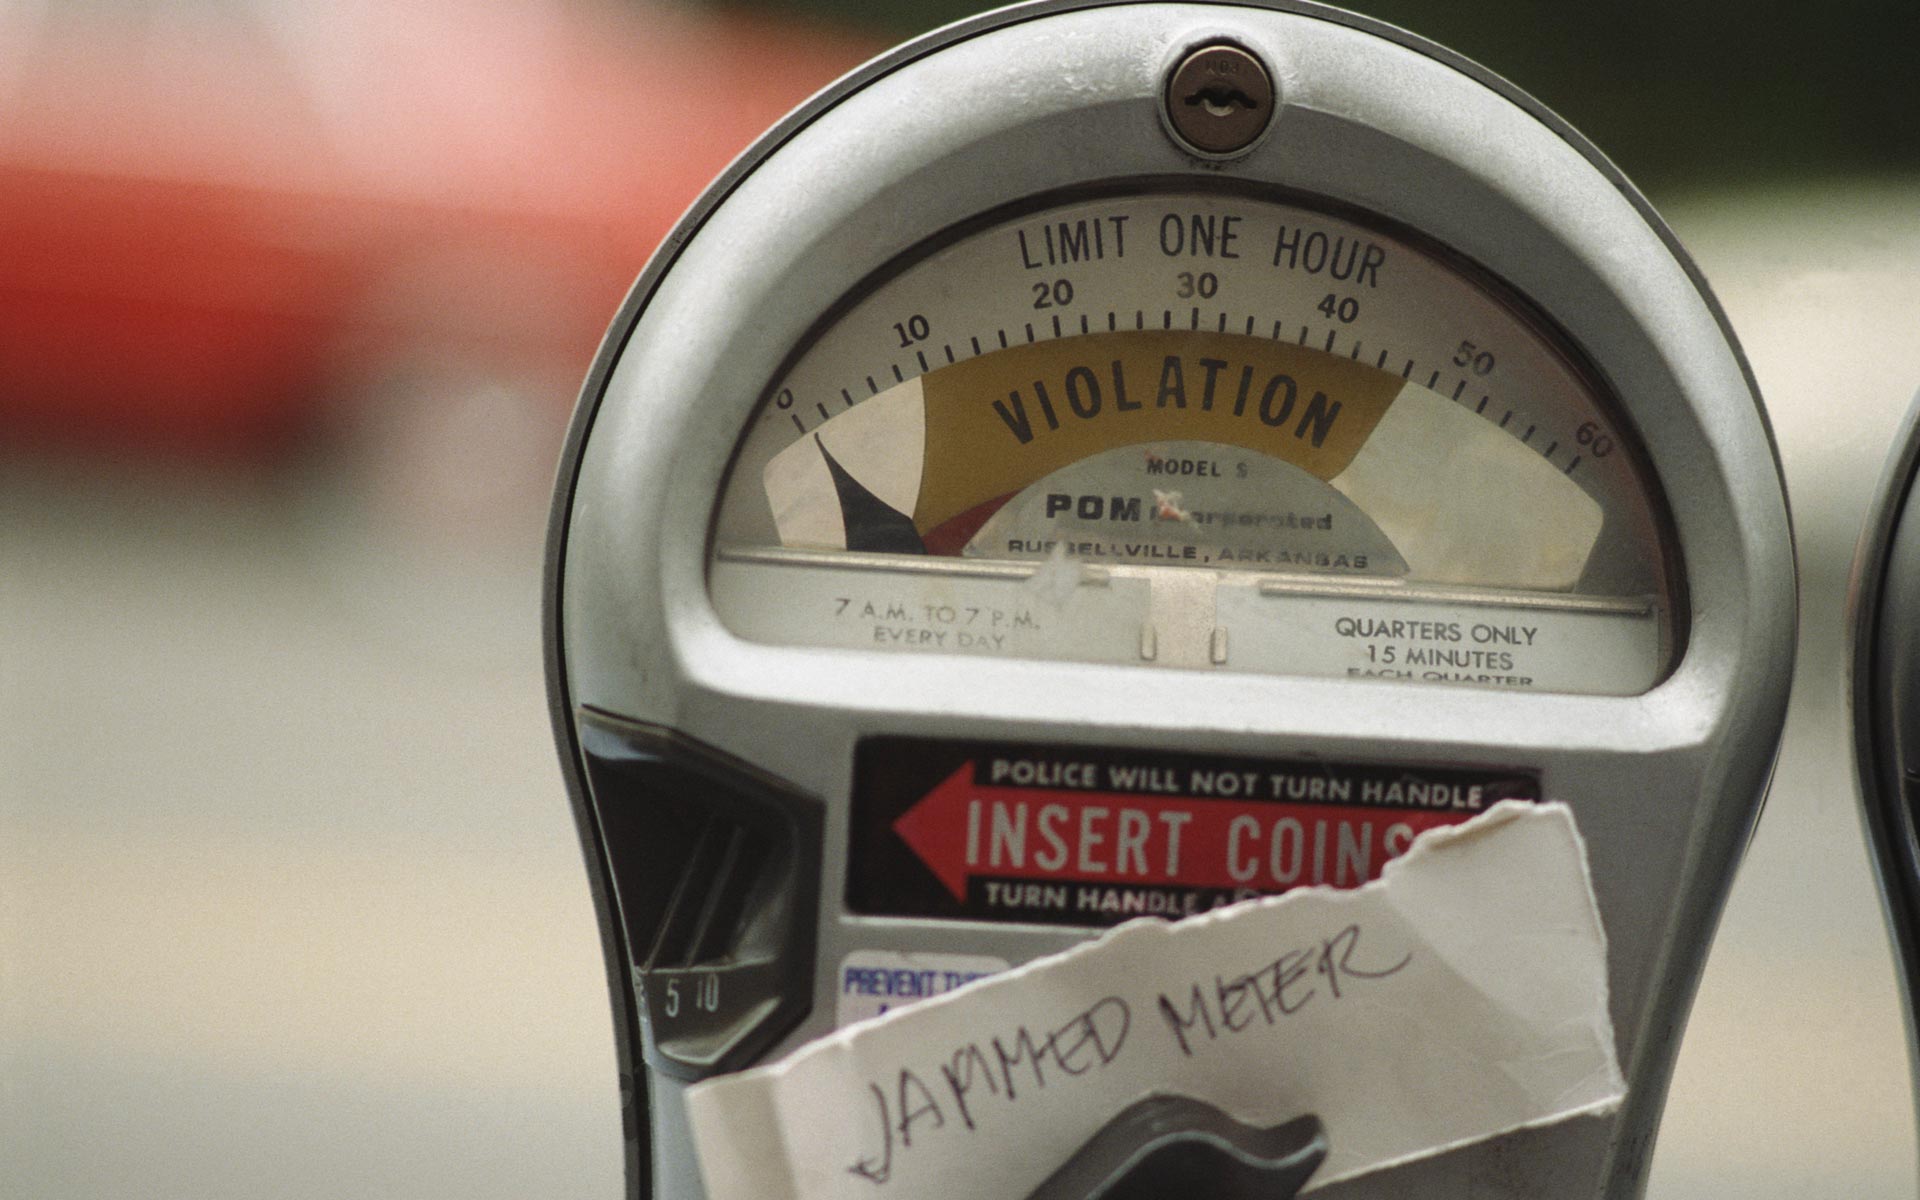 LIMIT ONE HOUR
0 10 20 30 40 50 60
VIOLATION
MODEL S
POM Incorporated
RUSSELLVILLE, ARKANSAS
7 A.M. TO 7 P.M.
EVERY DAY
QUARTERS ONLY
15 MINUTES
EACH QUARTER
POLICE WILL NOT TURN HANDLE
INSERT COINS
TURN HANDLE
5 10
PREVENT
JAMMED METER